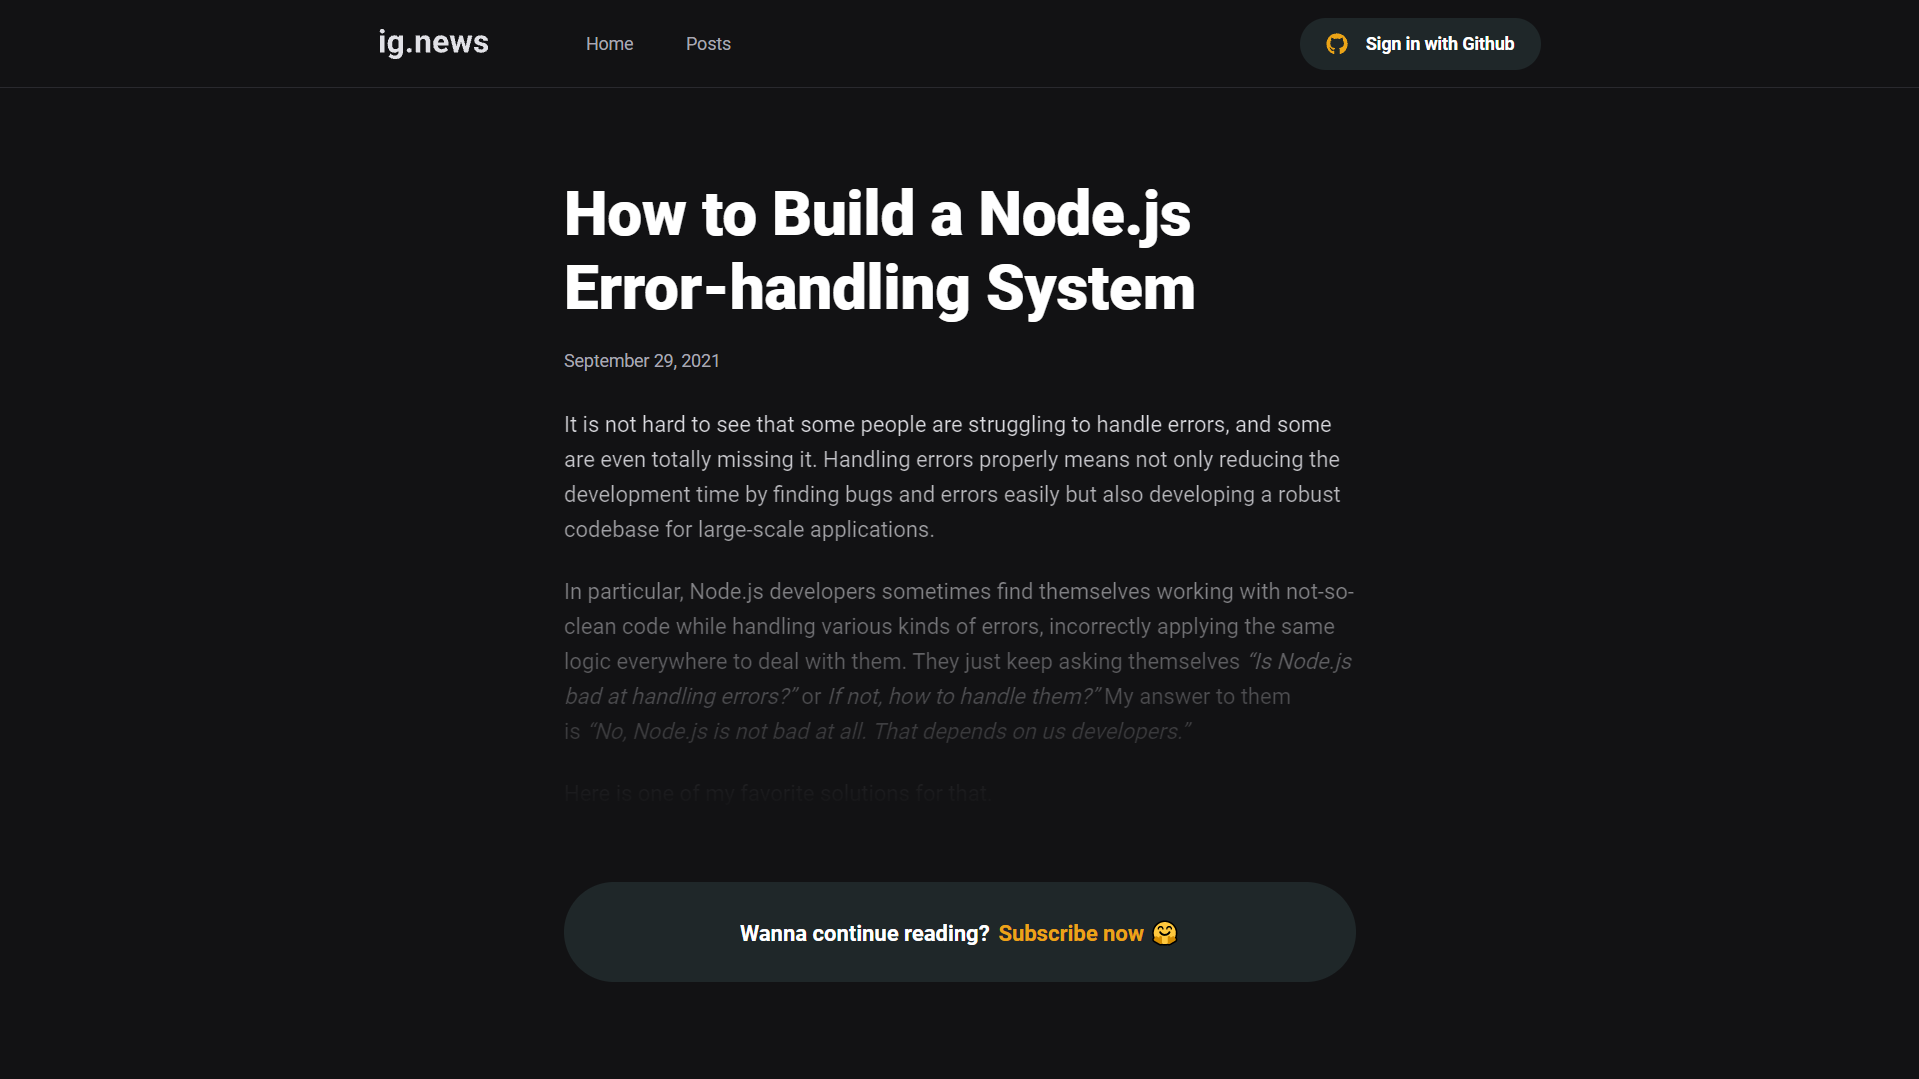 ig.news
Home
Posts
Sign in with Github
How to Build a Node.js
Error-handling System
September 29, 2021
It is not hard to see that some people are struggling to handle errors, and some
are even totally missing it. Handling errors properly means not only reducing the
development time by finding bugs and errors easily but also developing a robust
codebase for large-scale applications.
In particular, Node.js developers sometimes find themselves working with not-so-
clean code while handling various kinds of errors, incorrectly applying the same
logic everywhere to deal with them. They just keep asking themselves “Is Node.js
bad at handling errors?” or If not, how to handle them?” My answer to them
is “No, Node.js is not bad at all. That depends on us developers.”
Here is one of my favorite solutions for that.
Wanna continue reading? Subscribe now 🤗